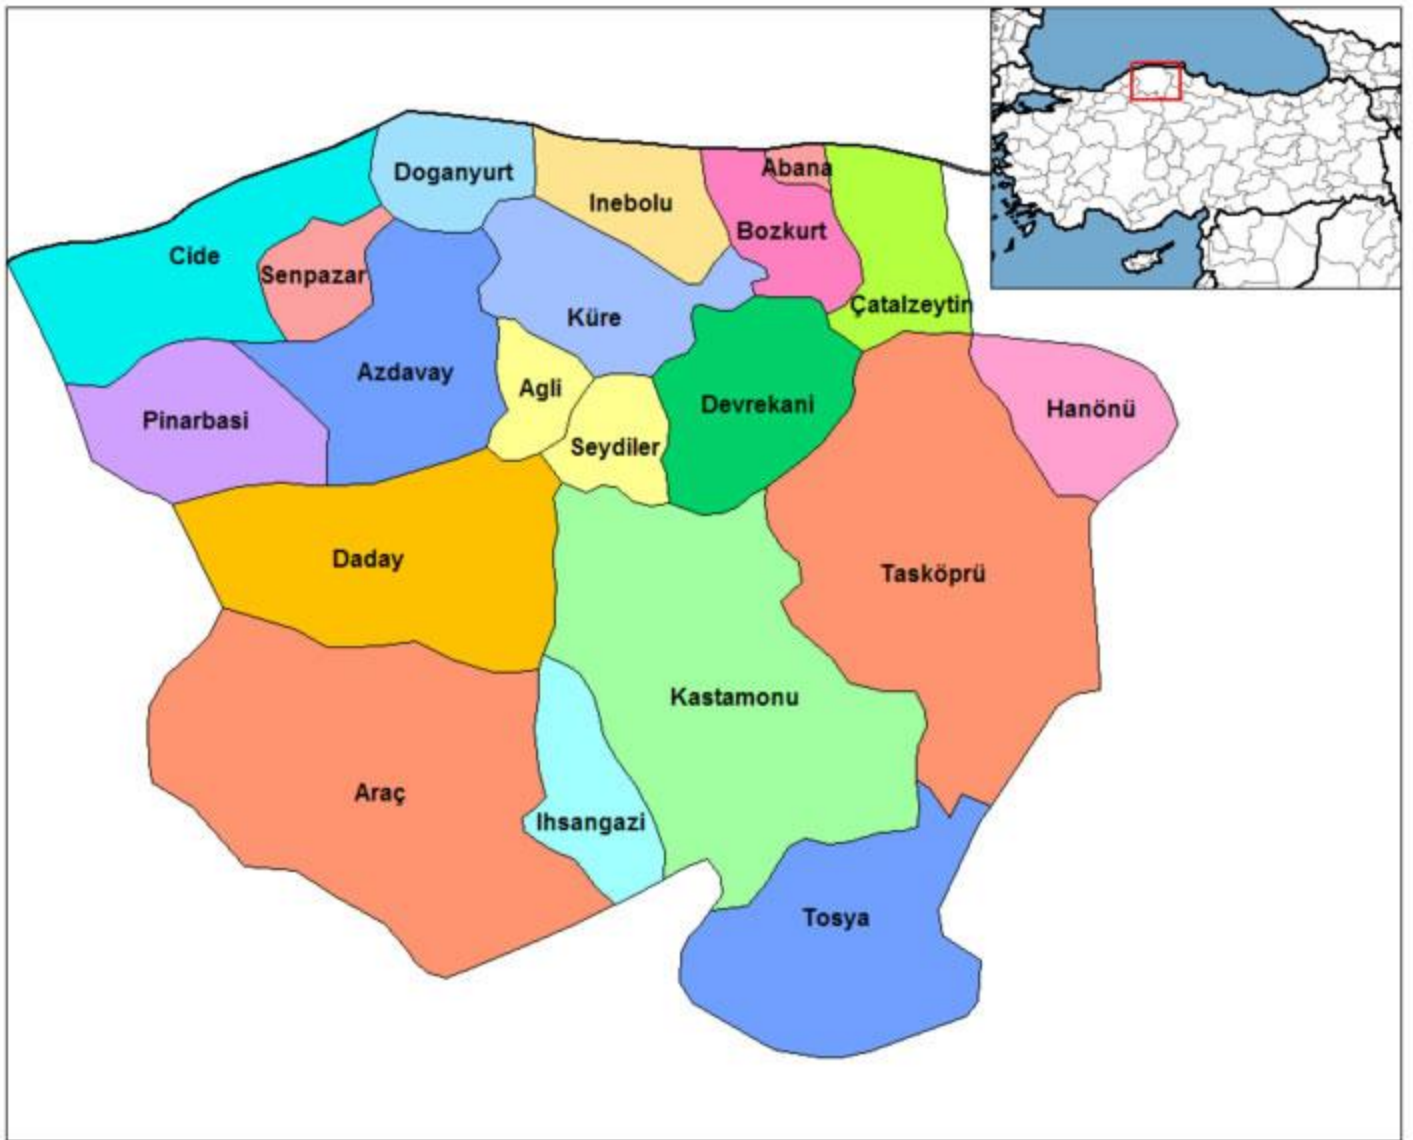 Doganyurt
Abana
Inebolu
Bozkurt
Cide
Senpazar
Çatalzeytin
Küre
Azdavay
Agli
Devrekani
Hanönü
Pinarbasi
Seydiler
Daday
Tasköprü
Kastamonu
Araç
Ihsangazi
Tosya